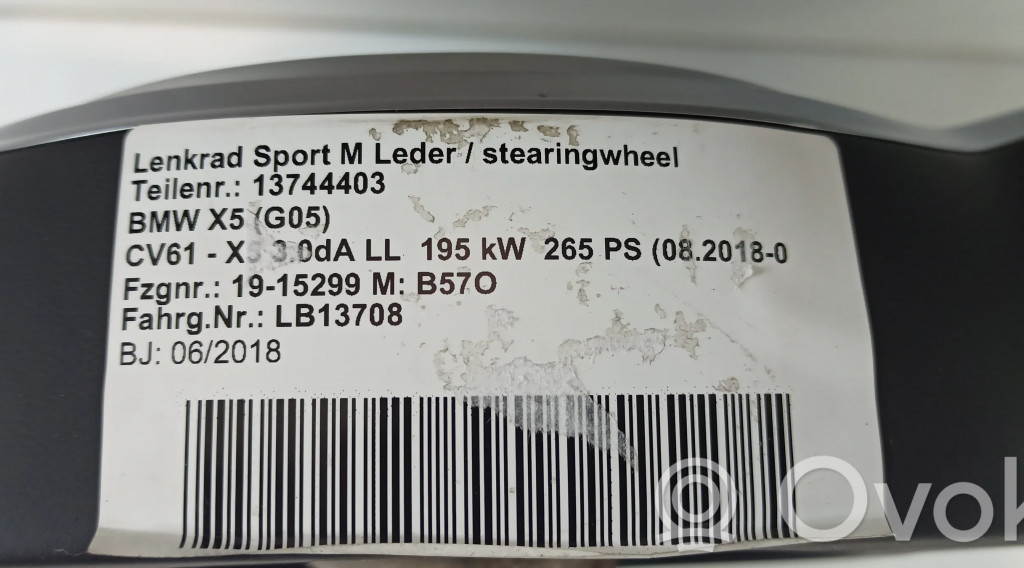 Lenkrad Sport M Leder / stearingwheel
Teilenr.: 13744403
BMW X5 (G05)
CV61 - X5 3.0dA LL 195 kW 265 PS (08.2018-0
Fzgnr.: 19-15299 M: B57O
Fahrg.Nr.: LB13708
BJ: 06/2018
Ovok